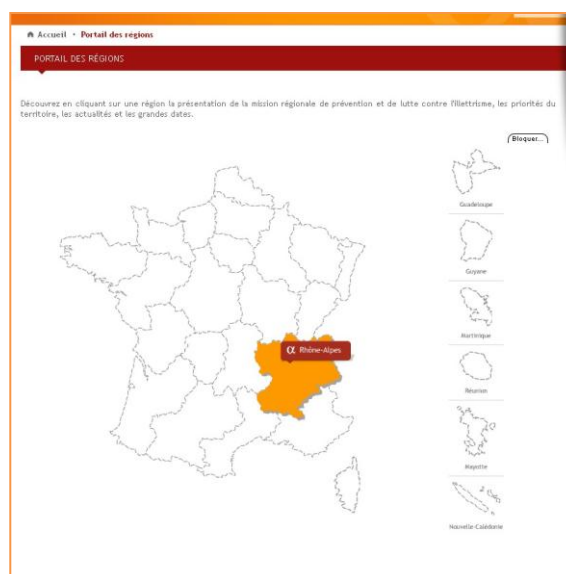 Accueil • Portail des régions
PORTAIL DES RÉGIONS
Découvrez en cliquant sur une région la présentation de la mission régionale de prévention et de lutte contre l'illettrisme, les priorités du
territoire, les actualités et les grandes dates.
Bloquer...
Guadeloupe
Guyane
Martinique
α Rhône-Alpes
Réunion
Mayotte
Nouvelle-Calédonie